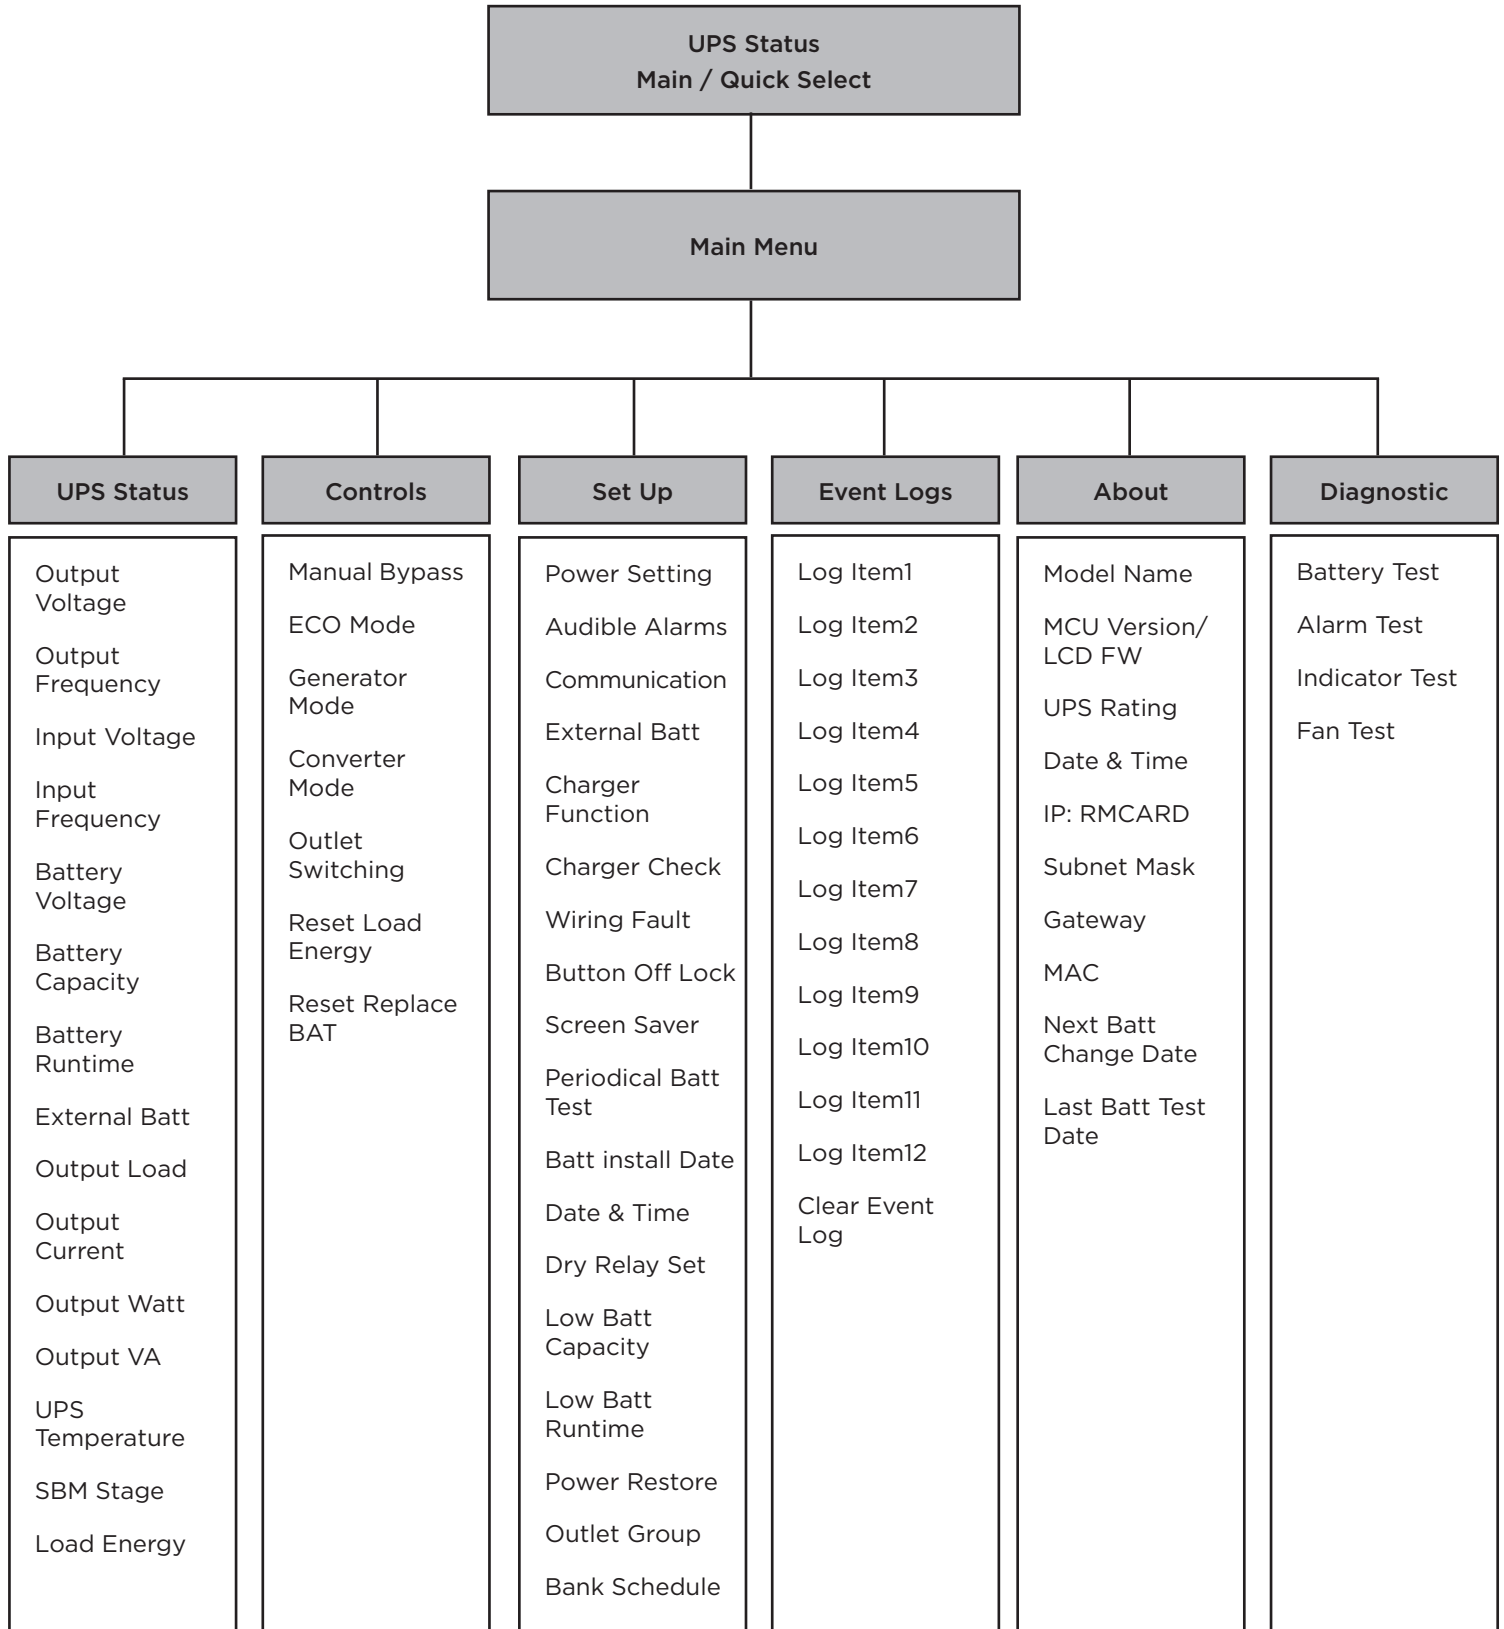 UPS Status
Main / Quick Select
Main Menu
UPS Status
Output
Voltage
Output
Frequency
Input Voltage
Input
Frequency
Battery
Voltage
Battery
Capacity
Battery
Runtime
External Batt
Output Load
Output
Current
Output Watt
Output VA
UPS
Temperature
SBM Stage
Load Energy
Controls
Manual Bypass
ECO Mode
Generator
Mode
Converter
Mode
Outlet
Switching
Reset Load
Energy
Reset Replace
BAT
Set Up
Power Setting
Audible Alarms
Communication
External Batt
Charger
Function
Charger Check
Wiring Fault
Button Off Lock
Screen Saver
Periodical Batt
Test
Batt install Date
Date & Time
Dry Relay Set
Low Batt
Capacity
Low Batt
Runtime
Power Restore
Outlet Group
Bank Schedule
Event Logs
Log Item1
Log Item2
Log Item3
Log Item4
Log Item5
Log Item6
Log Item7
Log Item8
Log Item9
Log Item10
Log Item11
Log Item12
Clear Event
Log
About
Model Name
MCU Version/
LCD FW
UPS Rating
Date & Time
IP: RMCARD
Subnet Mask
Gateway
MAC
Next Batt
Change Date
Last Batt Test
Date
Diagnostic
Battery Test
Alarm Test
Indicator Test
Fan Test